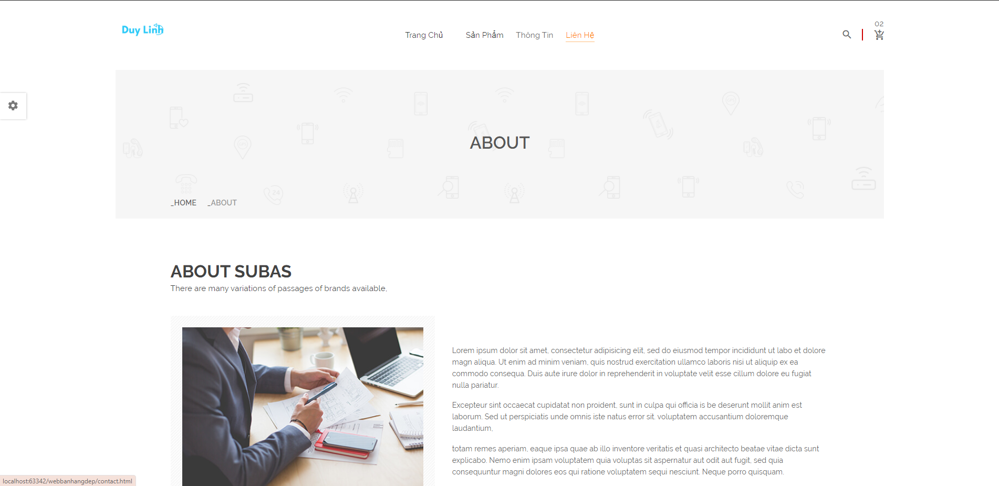 Duy Linh
Trang Chủ Sản Phẩm Thông Tin Liên Hệ
02
ABOUT
24
_HOME _ABOUT
ABOUT SUBAS
There are many variations of passages of brands available,
Lorem ipsum dolor sit amet, consectetur adipisicing elit, sed do eiusmod tempor incididunt ut labo et dolore
magn aliqua. Ut enim ad minim veniam, quis nostrud exercitation ullamco laboris nisi ut aliquip ex ea
commodo consequa. Duis aute irure dolor in reprehenderit in voluptate velit esse cillum dolore eu fugiat
nulla pariatur.
Excepteur sint occaecat cupidatat non proident, sunt in culpa qui officia is be deserunt mollit anim est
laborum. Sed ut perspiciatis unde omnis iste natus error sit. voluptatem accusantium doloremque
laudantium,
totam remes aperiam, eaque ipsa quae ab illo inventore veritatis et quasi architecto beatae vitae dicta sunt
explicabo. Nemo enim ipsam voluptatem quia voluptas sit aspernatur aut odit aut fugit, sed quia
consequuntur magni dolores eos qui ratione voluptatem sequi nesciunt. Neque porro quisquam.
localhost:63342/webbanhangdep/contact.html